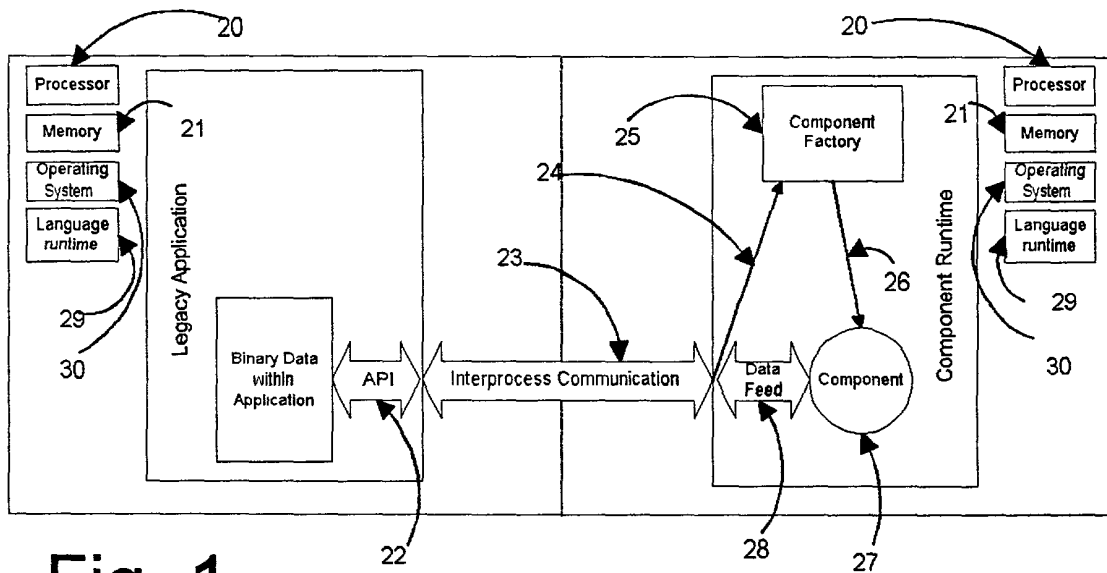 20
20
Processor
Memory
Operating
System
Language
runtime
21
29
30
Legacy Application
Binary Data
within
Application
API
22
23
Interprocess Communication
24
25
Component
Factory
26
Data
Feed
Component
28
27
Component Runtime
21
Processor
Memory
Operating
System
Language
runtime
29
30
Fig. 1